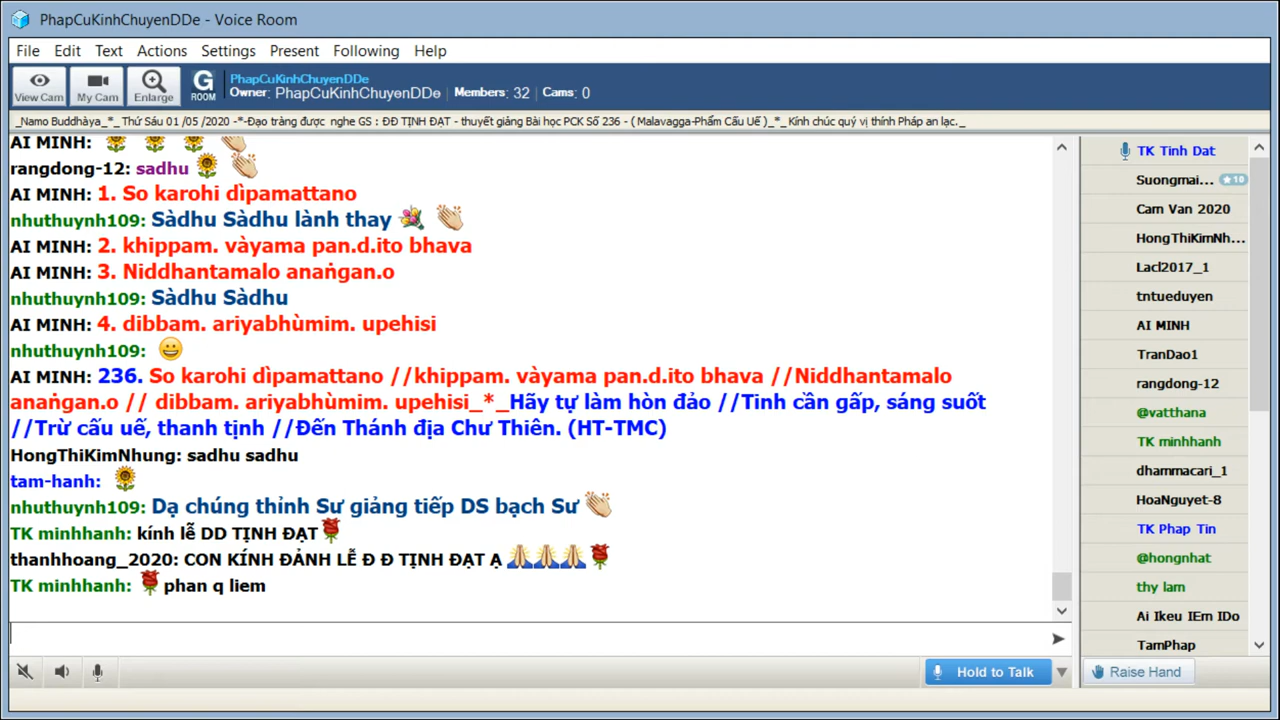 PhapCuKinhChuyenDDe - Voice Room
File Edit Text Actions Settings Present Following Help
View Cam My Cam Enlarge G ROOM
PhapCuKinhChuyenDDe
Owner: PhapCuKinhChuyenDDe Members: 32 Cams: 0
_Namo Buddhàya_*_ Thứ Sáu 01 /05 /2020 -*-Đạo tràng được nghe GS : ĐĐ TỊNH ĐẠT - thuyết giảng Bài học PCK Số 236 - ( Malavagga-Phẩm Cấu Uế )_*_Kính chúc quý vị thính Pháp an lạc._
AI MINH:
rangdong-12: sadhu
AI MINH: 1. So karohi dìpamattano
nhuthuynh109: Sàdhu Sàdhu lành thay
AI MINH: 2. khippam. vàyama pan.d.ito bhava
AI MINH: 3. Niddhantamalo anaṅgan.o
nhuthuynh109: Sàdhu Sàdhu
AI MINH: 4. dibbam. ariyabhùmim. upehisi
nhuthuynh109:
AI MINH: 236. So karohi dìpamattano //khippam. vàyama pan.d.ito bhava //Niddhantamalo
anaṅgan.o // dibbam. ariyabhùmim. upehisi_*_Hãy tự làm hòn đảo //Tinh cần gấp, sáng suốt
//Trừ cấu uế, thanh tịnh //Đến Thánh địa Chư Thiên. (HT-TMC)
HongThiKimNhung: sadhu sadhu
tam-hanh:
nhuthuynh109: Dạ chúng thỉnh Sư giảng tiếp DS bạch Sư
TK minhhanh: kính lễ DD TỊNH ĐẠT
thanhhoang_2020: CON KÍNH ĐẢNH LỄ Đ Đ TỊNH ĐẠT Ạ
TK minhhanh: phan q liem
Hold to Talk
TK Tinh Dat
Suongmai... ★10
Cam Van 2020
HongThiKimNh...
Lacl2017_1
tntueduyen
AI MINH
TranDao1
rangdong-12
@vatthana
TK minhhanh
dhammacari_1
HoaNguyet-8
TK Phap Tin
@hongnhat
thy lam
Ai Ikeu IEm IDo
TamPhap
Raise Hand